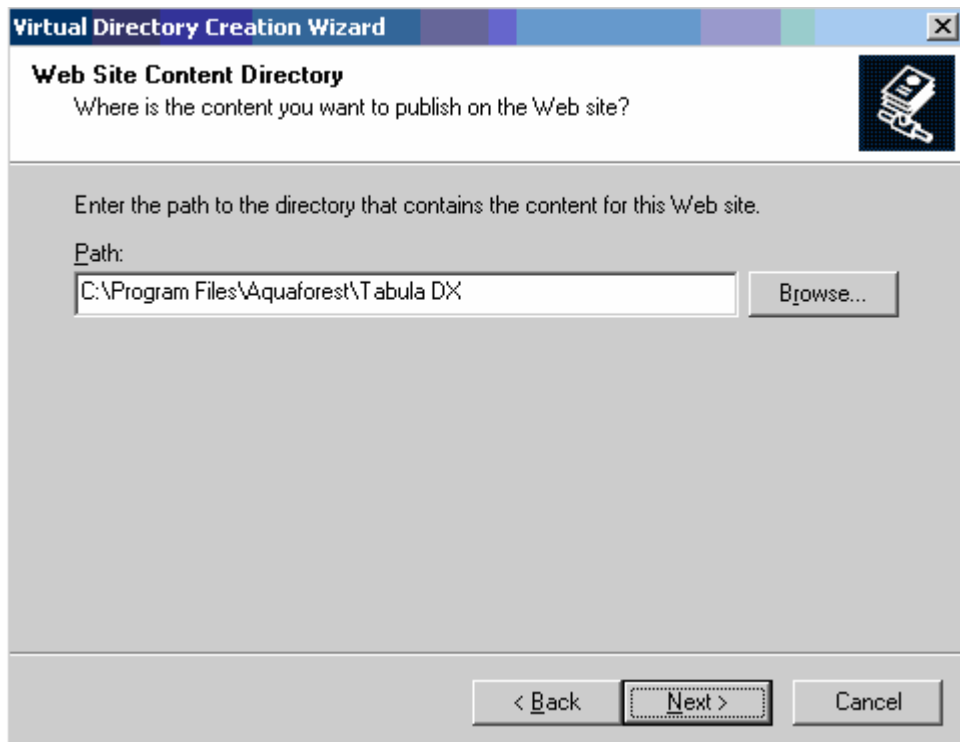 Virtual Directory Creation Wizard
Web Site Content Directory
Where is the content you want to publish on the Web site?
Enter the path to the directory that contains the content for this Web site.
Path:
C:\Program Files\Aquaforest\Tabula DX
Browse...
< Back
Next >
Cancel